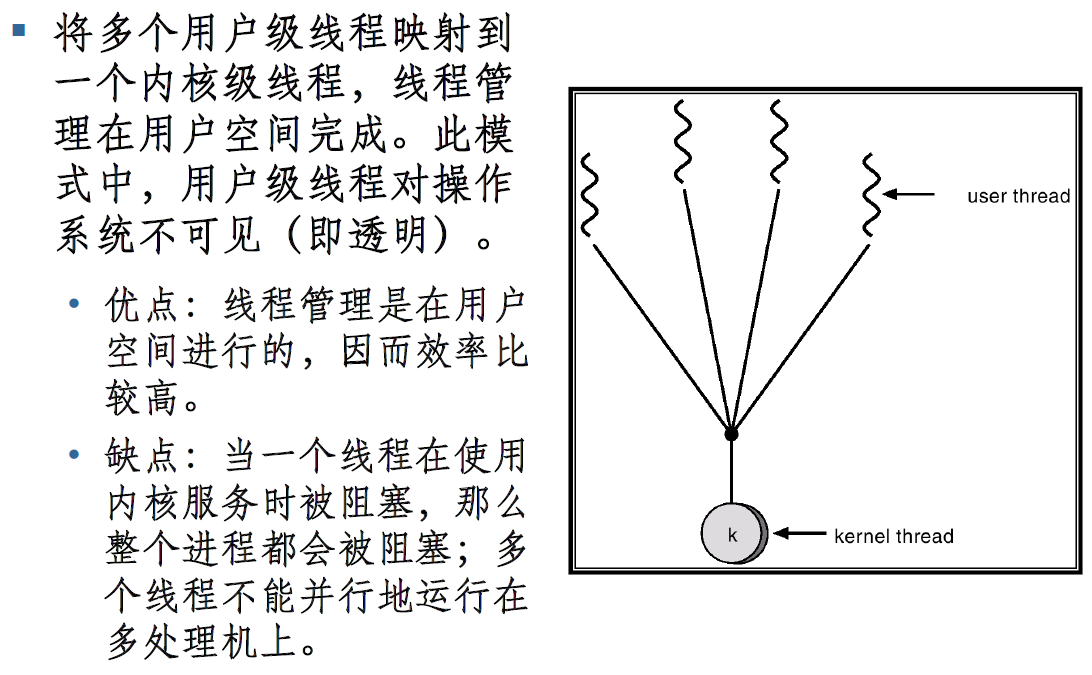 将多个用户级线程映射到
一个内核级线程，线程管
理在用户空间完成。此模
式中，用户级线程对操作
系统不可见（即透明）。
优点：线程管理是在用户
空间进行的，因而效率比
较高。
缺点：当一个线程在使用
内核服务时被阻塞，那么
整个进程都会被阻塞；多
个线程不能并行地运行在
多处理机上。
user thread
k
kernel thread